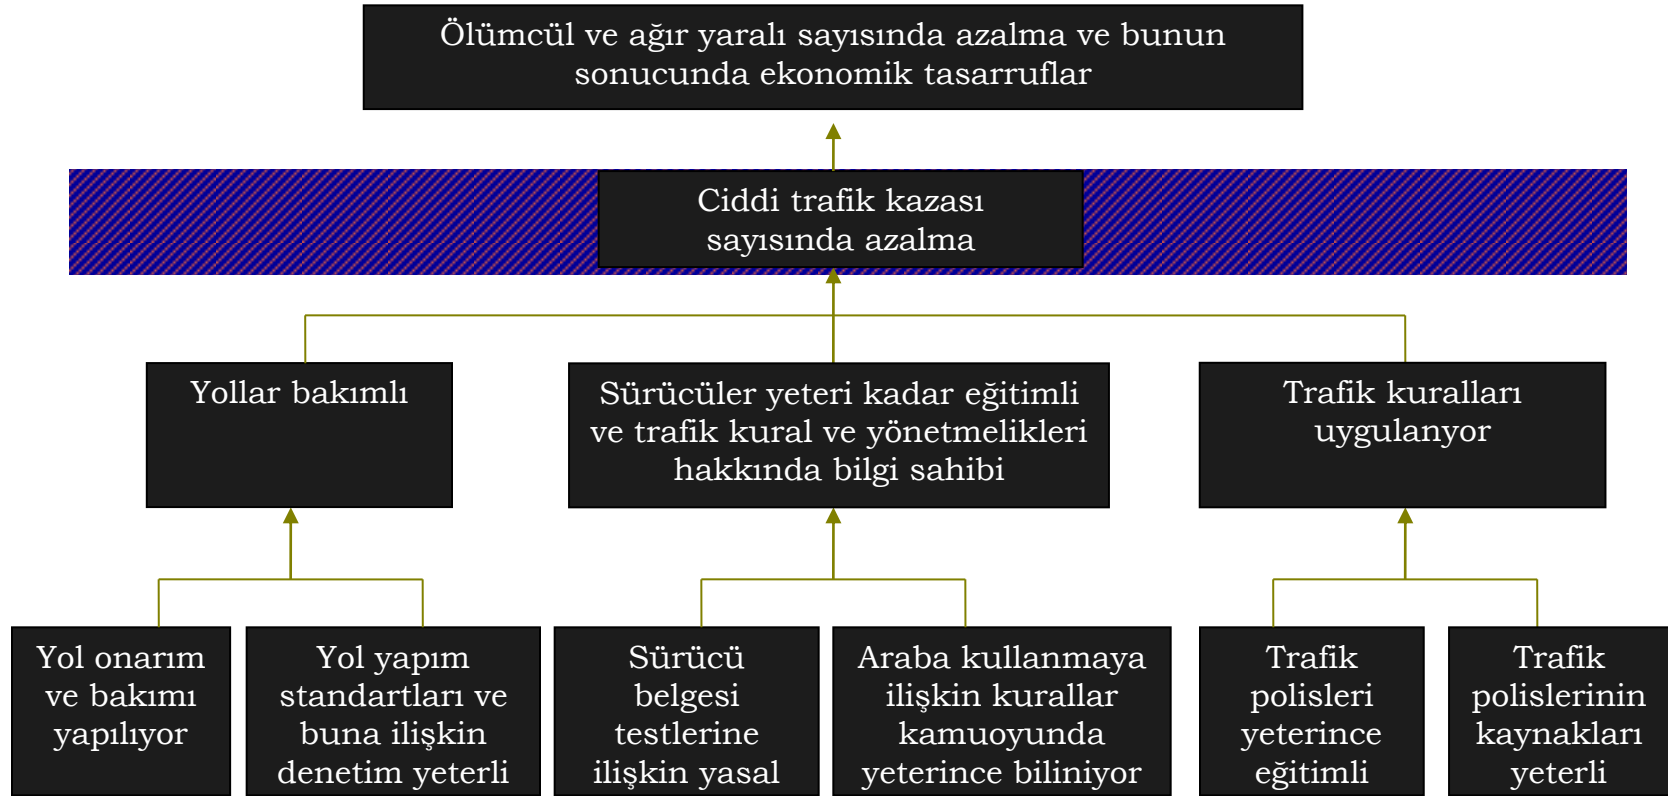 Ölümcül ve ağır yaralı sayısında azalma ve bunun
sonucunda ekonomik tasarruflar
Ciddi trafik kazası
sayısında azalma
Yollar bakımlı
Sürücüler yeteri kadar eğitimli
ve trafik kural ve yönetmelikleri
hakkında bilgi sahibi
Trafik kuralları
uygulanyor
Yol onarım
ve bakımı
yapılıyor
Yol yapım
standartları ve
buna ilişkin
denetim yeterli
Sürücü
belgesi
testlerine
ilişkin yasal
Araba kullanmaya
ilişkin kurallar
kamuoyunda
yeterince biliniyor
Trafik
polisleri
yeterince
eğitimli
Trafik
polislerinin
kaynakları
yeterli